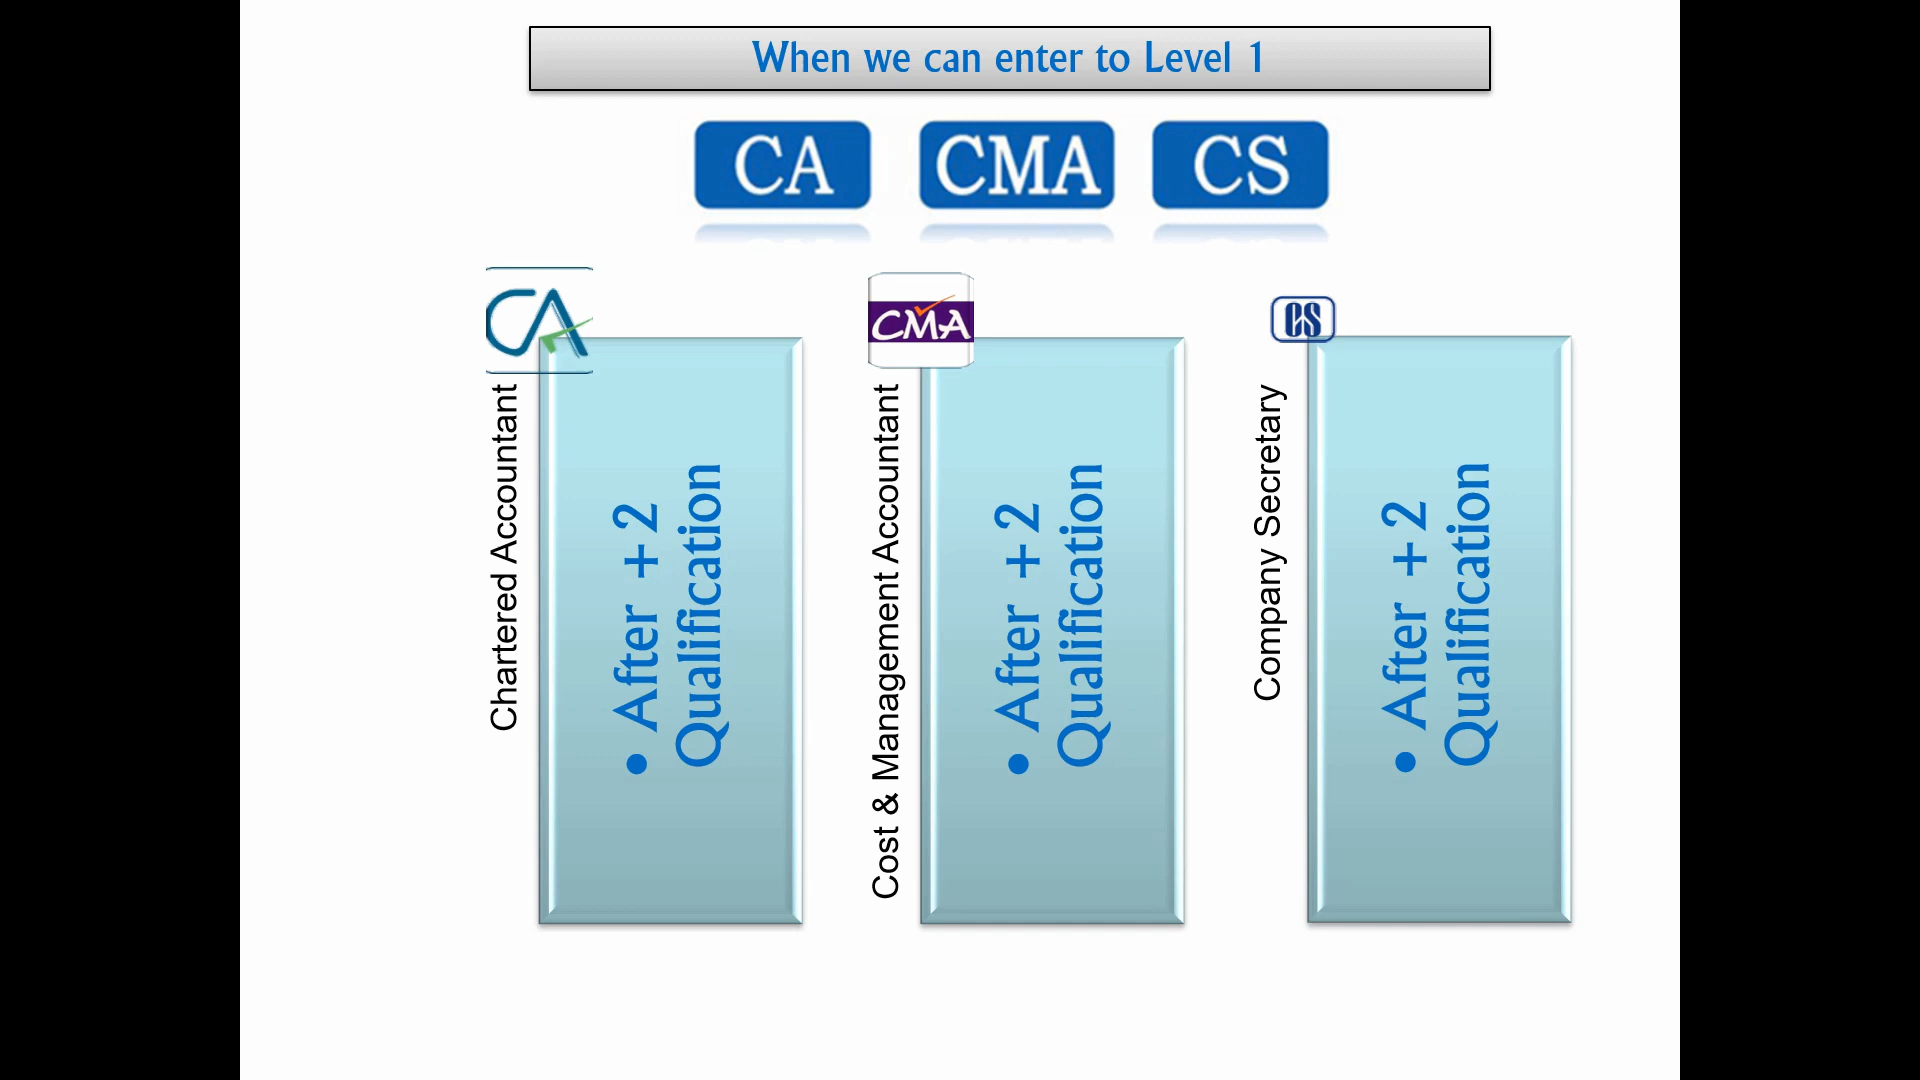 When we can enter to Level 1
CA
CMA
CS
CA
Chartered Accountant
• After +2
Qualification
CMA
Cost & Management Accountant
• After +2
Qualification
CS
Company Secretary
• After +2
Qualification